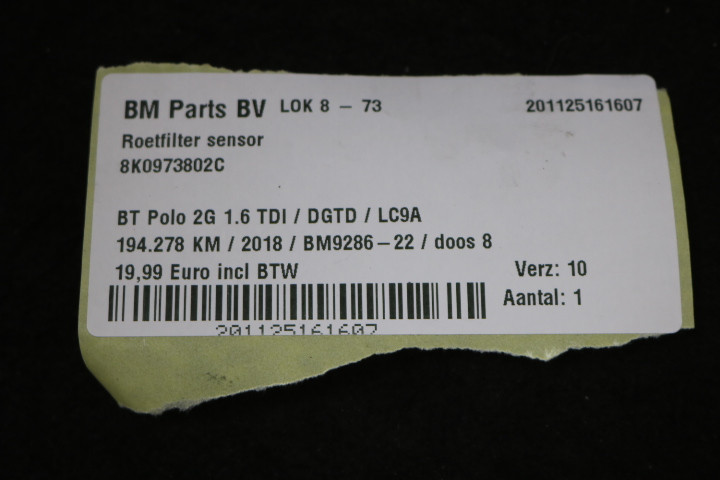 BM Parts BV LOK 8 – 73 201125161607
Roetfilter sensor
8K0973802C
BT Polo 2G 1.6 TDI / DGTD / LC9A
194.278 KM / 2018 / BM9286–22 / doos 8
19,99 Euro incl BTW Verz: 10
Aantal: 1
201125161607